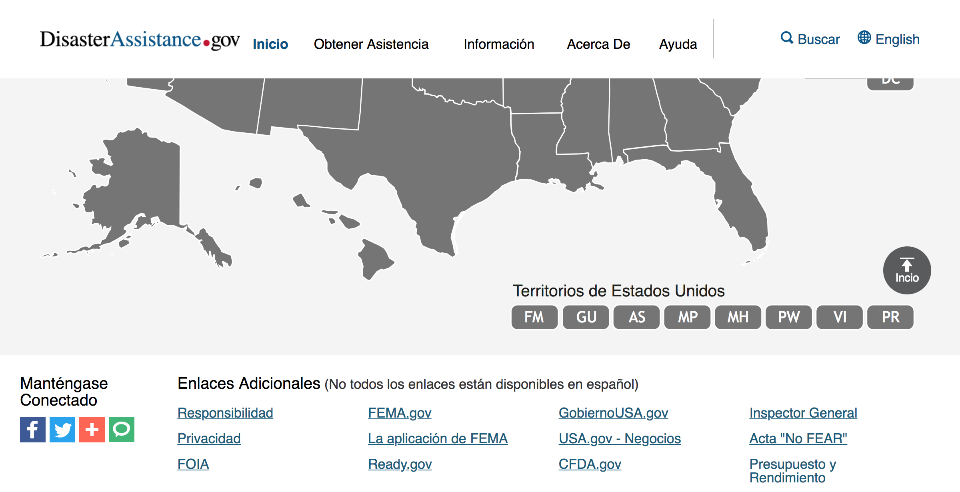 DisasterAssistance.gov Inicio Obtener Asistencia Información Acerca De Ayuda Buscar English
DC
Incio
Territorios de Estados Unidos
FM GU AS MP MH PW VI PR
Manténgase
Conectado
Enlaces Adicionales (No todos los enlaces están disponibles en español)
Responsibilidad FEMA.gov GobiernoUSA.gov Inspector General
Privacidad La aplicación de FEMA USA.gov - Negocios Acta "No FEAR"
FOIA Ready.gov CFDA.gov Presupuesto y
Rendimiento